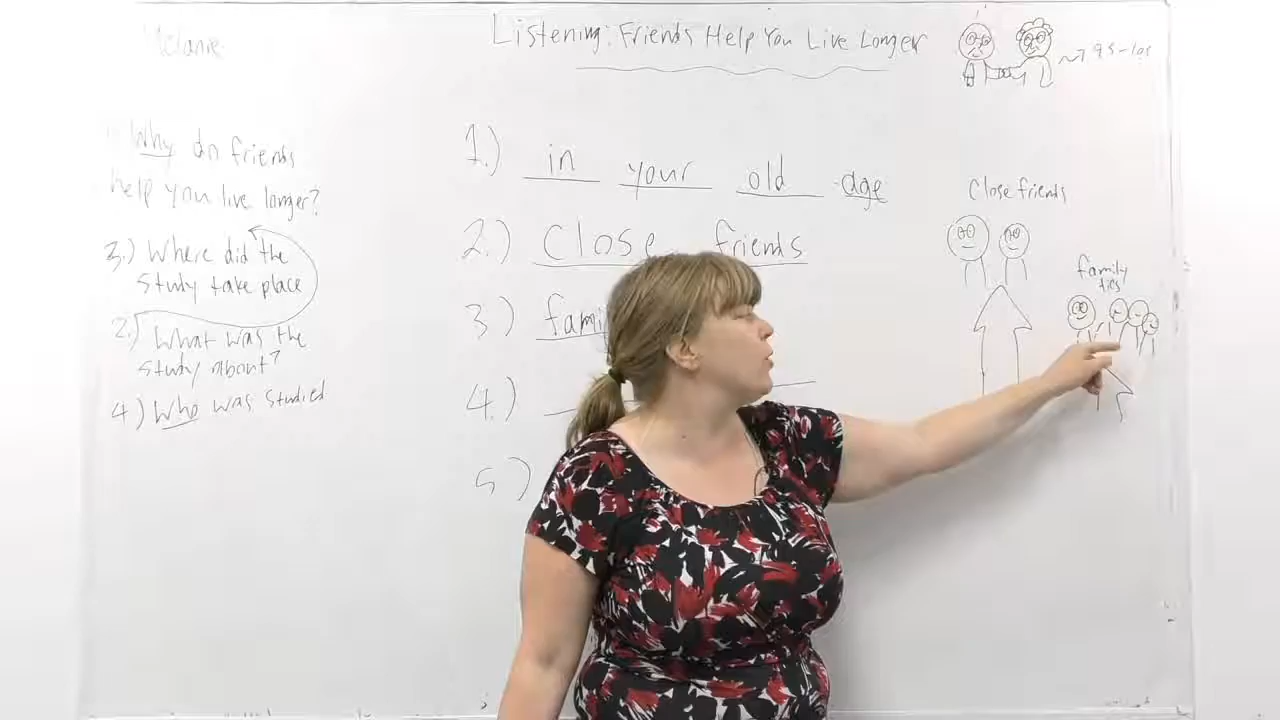 Melanie
Listening: Friends Help You Live Longer
Why do friends
help you live longer?
3.) Where did the
study take place
2.) What was the
study about?
4.) Who was studied
1.) in your old age
2.) Close friends
3.) fami
4.)
5)
Close friends
family
ties